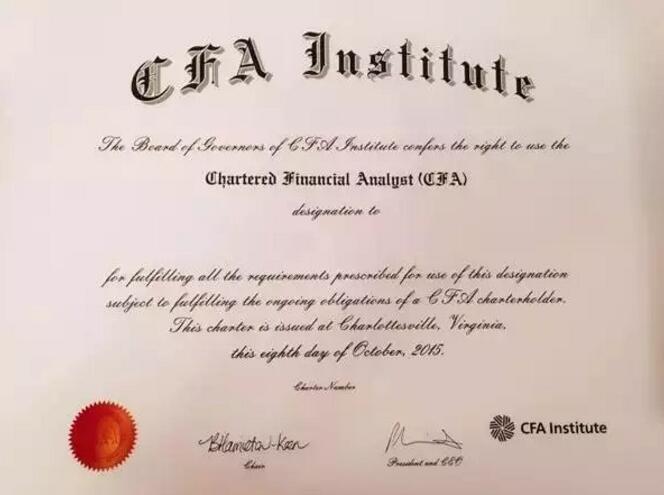 CFA Institute
The Board of Governors of CFA Institute confers the right to use the
Chartered Financial Analyst (CFA)
designation to
for fulfilling all the requirements prescribed for use of this designation
subject to fulfilling the ongoing obligations of a CFA charterholder.
This charter is issued at Charlottesville, Virginia,
this eighth day of October, 2015.
Charter Number
Chair
President and CEO
CFA Institute